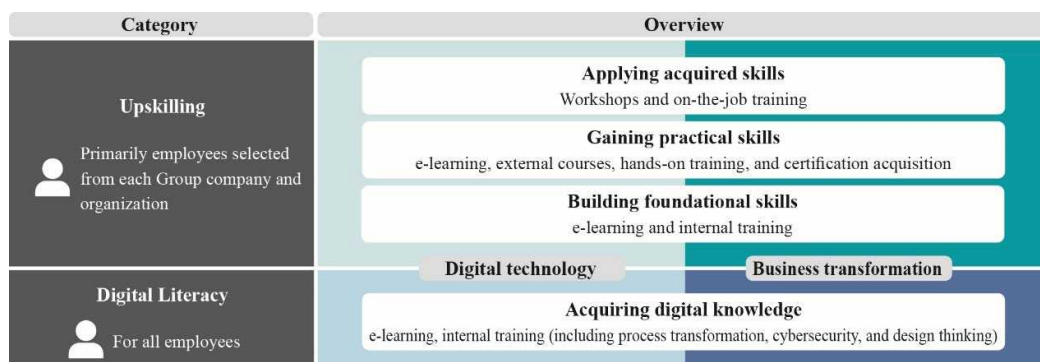 Category
Overview
Upskilling
Primarily employees selected
from each Group company and
organization
Applying acquired skills
Workshops and on-the-job training
Gaining practical skills
e-learning, external courses, hands-on training, and certification acquisition
Building foundational skills
e-learning and internal training
Digital technology
Business transformation
Digital Literacy
For all employees
Acquiring digital knowledge
e-learning, internal training (including process transformation, cybersecurity, and design thinking)